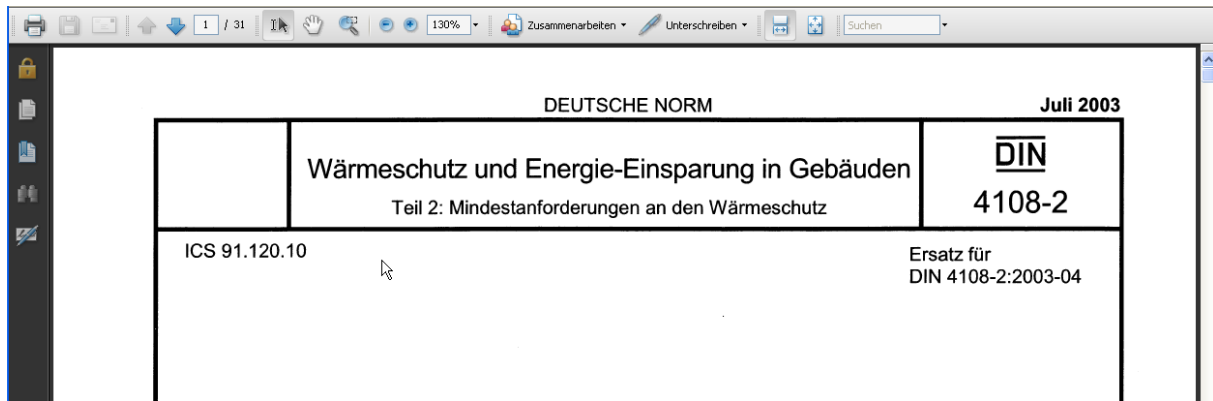 1 / 31 130% Zusammenarbeiten Unterschreiben Suchen
DEUTSCHE NORM Juli 2003
Wärmeschutz und Energie-Einsparung in Gebäuden
Teil 2: Mindestanforderungen an den Wärmeschutz
DIN
4108-2
ICS 91.120.10
Ersatz für
DIN 4108-2:2003-04